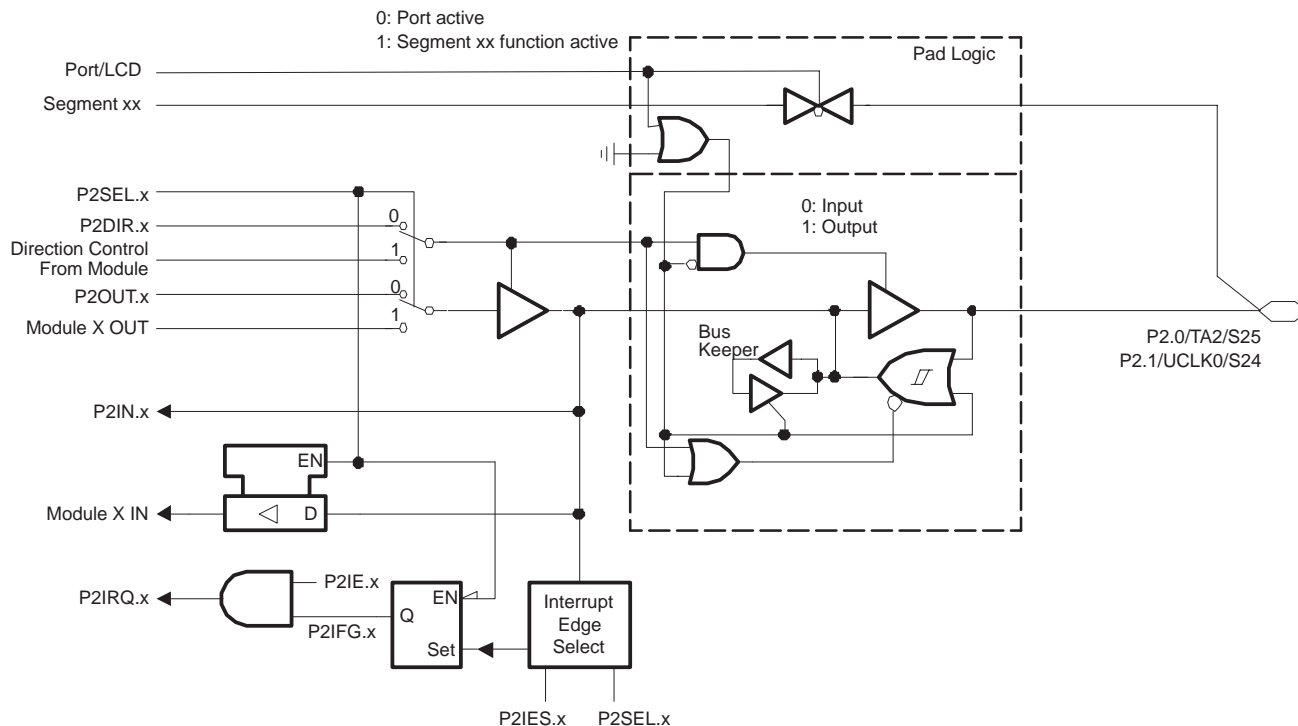 0: Port active
1: Segment xx function active
Pad Logic
Port/LCD
Segment xx
P2SEL.x
0
P2DIR.x
0: Input
1: Output
Direction Control
From Module
1
0
P2OUT.x
1
Module X OUT
Bus
Keeper
P2.0/TA2/S25
P2.1/UCLK0/S24
P2IN.x
EN
Module X IN
D
P2IE.x
P2IRQ.x
EN
Q
P2IFG.x
Set
Interrupt
Edge
Select
P2IES.x
P2SEL.x